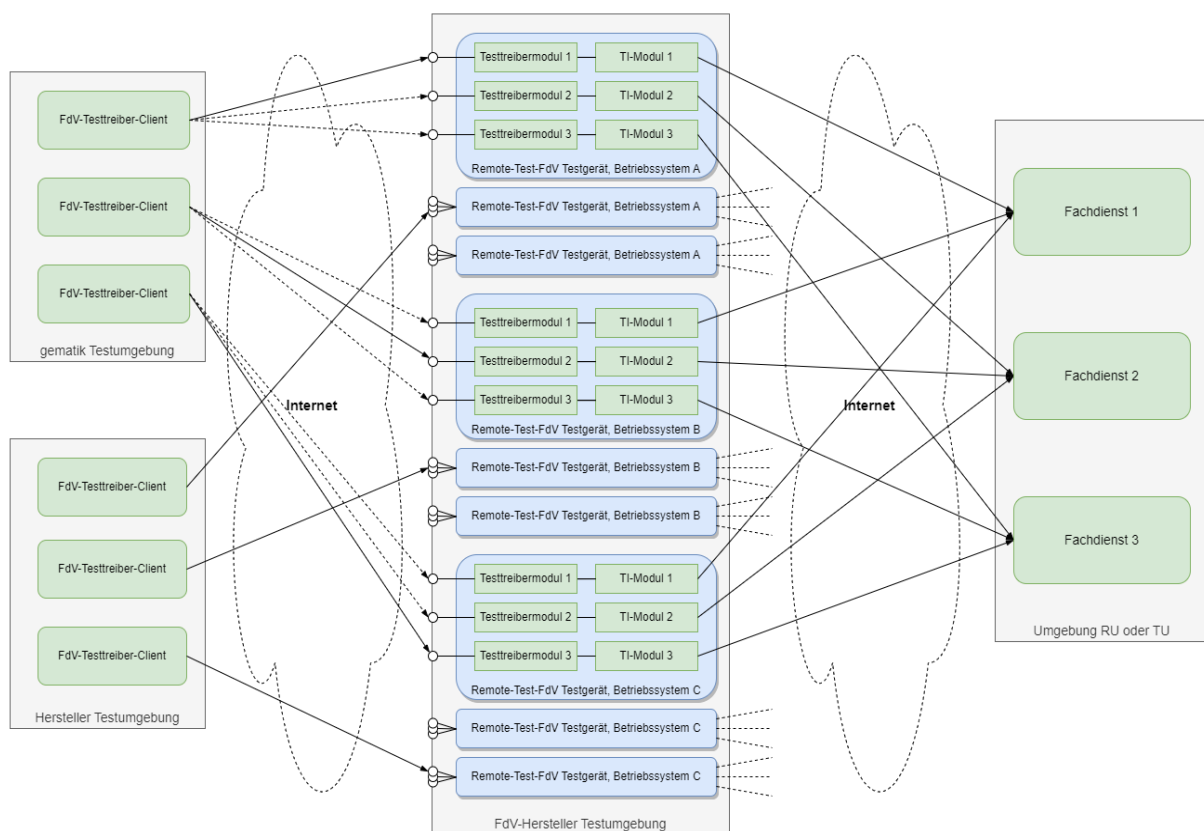 FdV-Testtreiber-Client
FdV-Testtreiber-Client
FdV-Testtreiber-Client
gematik Testumgebung
FdV-Testtreiber-Client
FdV-Testtreiber-Client
FdV-Testtreiber-Client
Hersteller Testumgebung
Internet
Testtreibermodul 1
TI-Modul 1
Testtreibermodul 2
TI-Modul 2
Testtreibermodul 3
TI-Modul 3
Remote-Test-FdV Testgerät, Betriebssystem A
Remote-Test-FdV Testgerät, Betriebssystem A
Remote-Test-FdV Testgerät, Betriebssystem A
Testtreibermodul 1
TI-Modul 1
Testtreibermodul 2
TI-Modul 2
Testtreibermodul 3
TI-Modul 3
Remote-Test-FdV Testgerät, Betriebssystem B
Remote-Test-FdV Testgerät, Betriebssystem B
Remote-Test-FdV Testgerät, Betriebssystem B
Testtreibermodul 1
TI-Modul 1
Testtreibermodul 2
TI-Modul 2
Testtreibermodul 3
TI-Modul 3
Remote-Test-FdV Testgerät, Betriebssystem C
Remote-Test-FdV Testgerät, Betriebssystem C
Remote-Test-FdV Testgerät, Betriebssystem C
FdV-Hersteller Testumgebung
Internet
Fachdienst 1
Fachdienst 2
Fachdienst 3
Umgebung RU oder TU